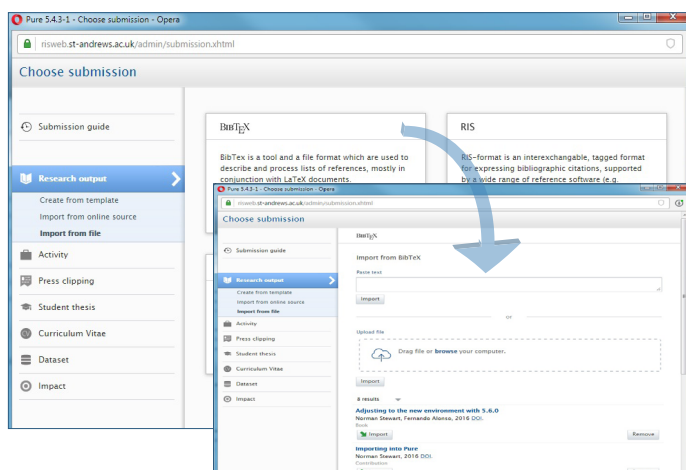 Pure 5.4.3-1 - Choose submission - Opera
risweb.st-andrews.ac.uk/admin/submission.xhtml
Choose submission
Submission guide
Research output
Create from template
Import from online source
Import from file
Activity
Press clipping
Student thesis
Curriculum Vitae
Dataset
Impact
BIBTEX
BibTex is a tool and a file format which are used to
describe and process lists of references, mostly in
conjunction with LaTeX documents.
RIS
RIS-format is an interexchangable, tagged format
for expressing bibliographic citations, supported
by a wide range of reference software (e.g.
Pure 5.4.3-1 - Choose submission - Opera
risweb.st-andrews.ac.uk/admin/submission.xhtml
Choose submission
Submission guide
Research output
Create from template
Import from online source
Import from file
Activity
Press clipping
Student thesis
Curriculum Vitae
Dataset
Impact
BIBTEX
Import from BibTeX
Paste text
Import
or
Upload file
Drag file or browse your computer.
Import
8 results
Adjusting to the new environment with 5.6.0
Norman Stewart, Fernando Alonso, 2016 DOI.
Book
Import
Remove
Importing into Pure
Norman Stewart, 2016 DOI.
Contribution